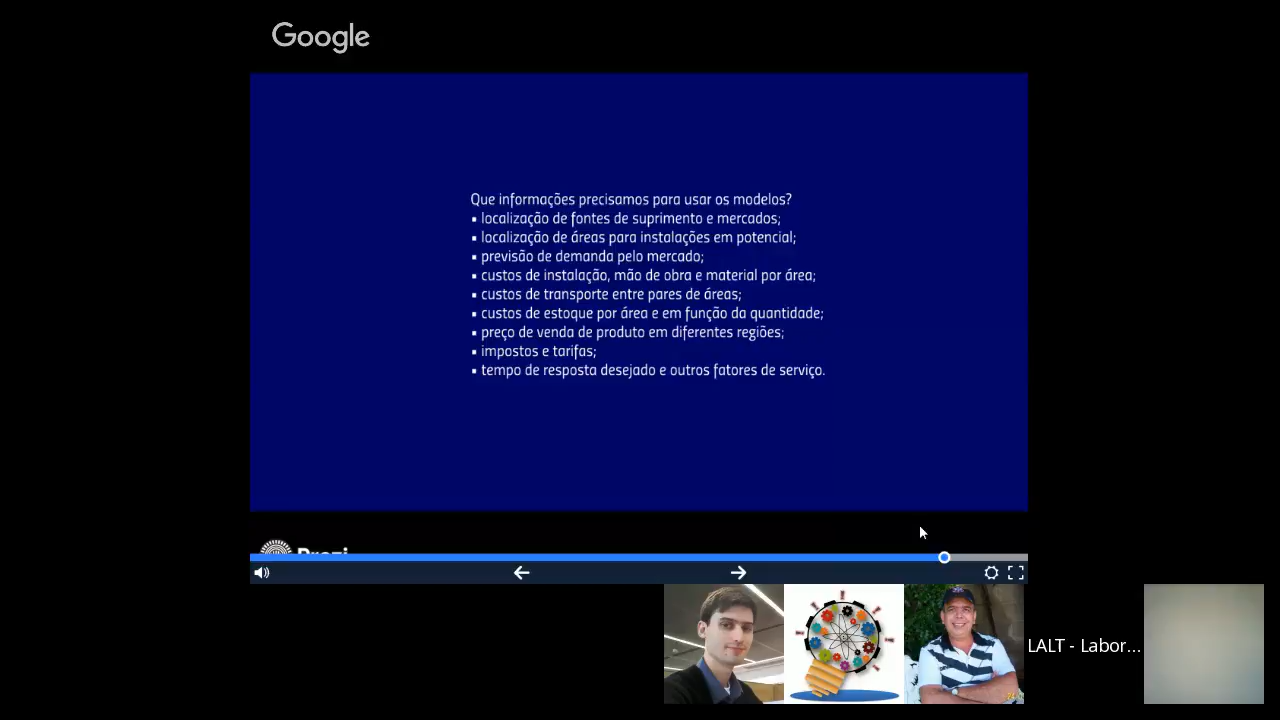 Google
Que informações precisamos para usar os modelos?
▪ localização de fontes de suprimento e mercados;
▪ localização de áreas para instalações em potencial;
▪ previsão de demanda pelo mercado;
▪ custos de instalação, mão de obra e material por área;
▪ custos de transporte entre pares de áreas;
▪ custos de estoque por área e em função da quantidade;
▪ preço de venda de produto em diferentes regiões;
▪ impostos e tarifas;
▪ tempo de resposta desejado e outros fatores de serviço.
Prezi
LALT - Labor...